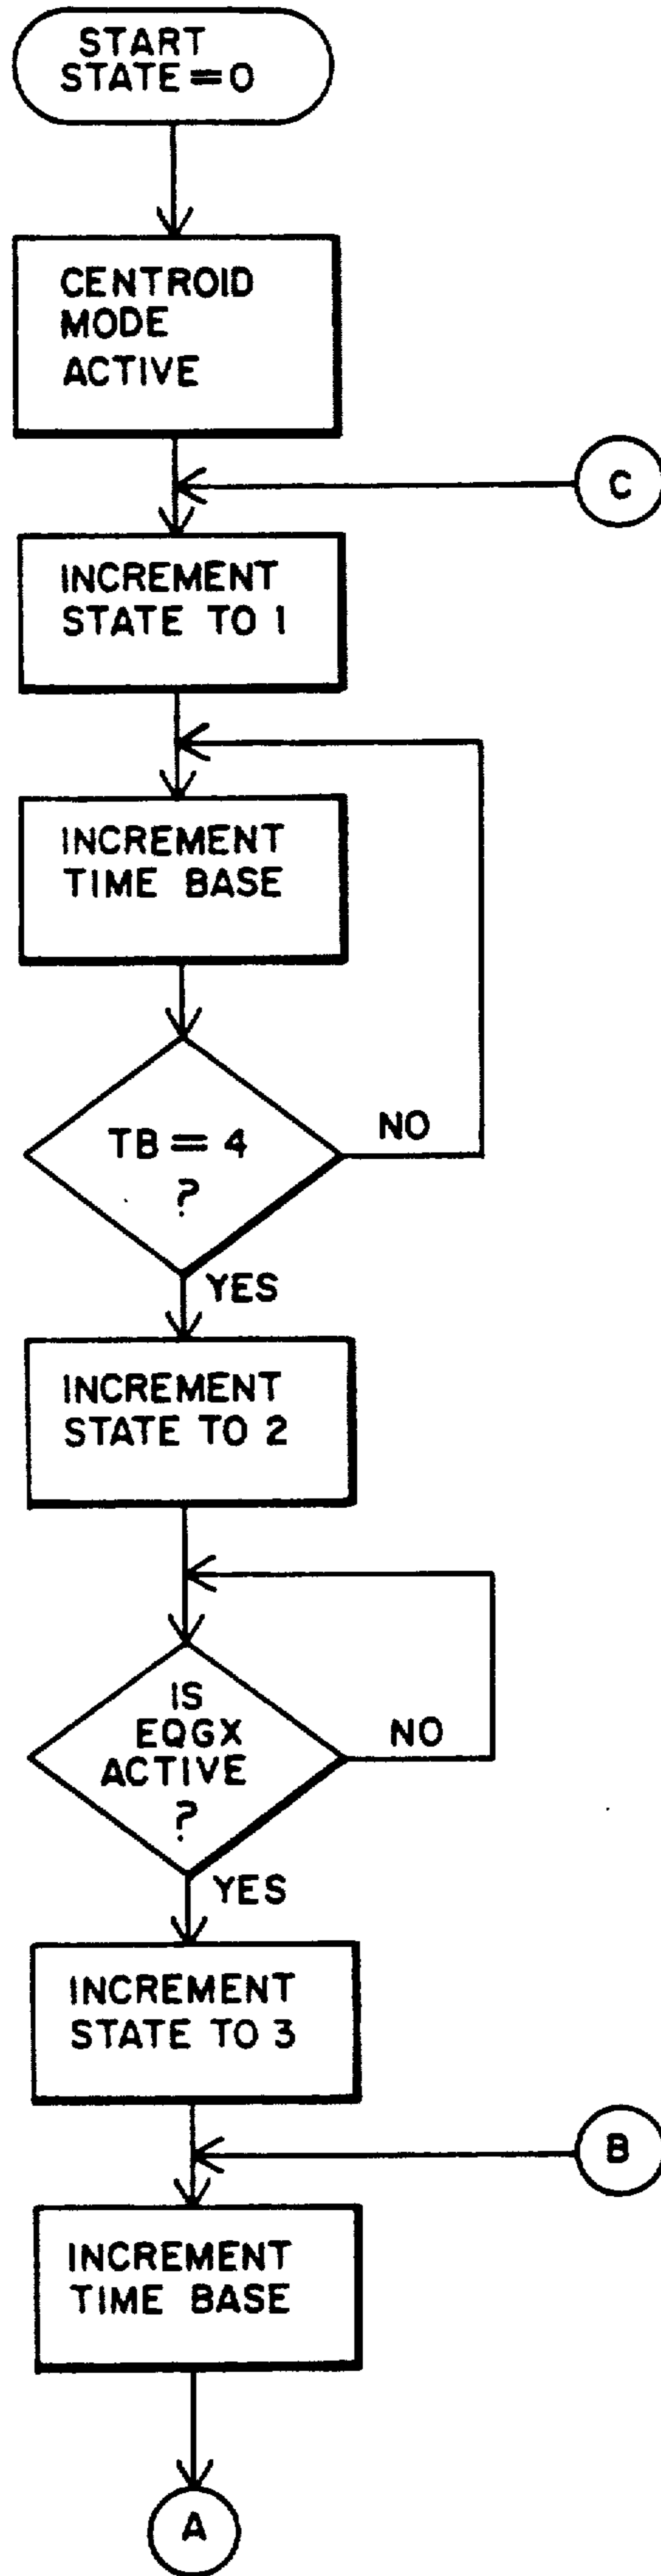 START
STATE = 0
CENTROID
MODE
ACTIVE
C
INCREMENT
STATE TO 1
INCREMENT
TIME BASE
TB = 4
?
NO
YES
INCREMENT
STATE TO 2
IS
EQGX
ACTIVE
?
NO
YES
INCREMENT
STATE TO 3
B
INCREMENT
TIME BASE
A